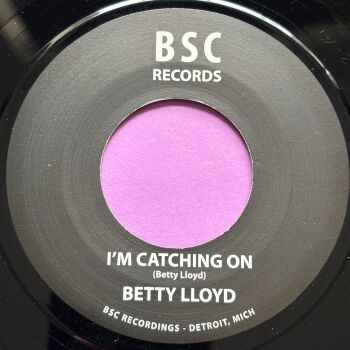 BSC
RECORDS
I'M CATCHING ON
(Betty Lloyd)
BETTY LLOYD
BSC RECORDINGS - DETROIT, MICH